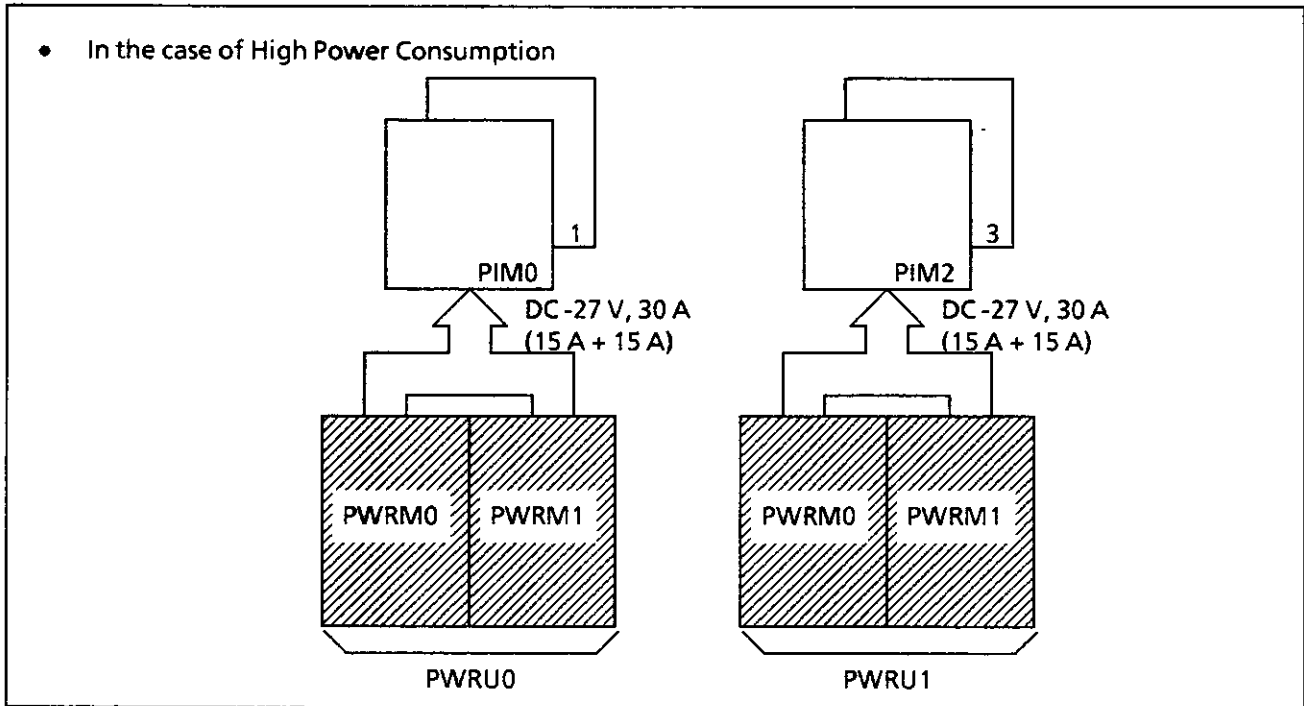 • In the case of High Power Consumption
1
PIM0
3
PIM2
DC -27 V, 30 A
(15 A + 15 A)
DC -27 V, 30 A
(15 A + 15 A)
PWRM0
PWRM1
PWRM0
PWRM1
PWRU0
PWRU1